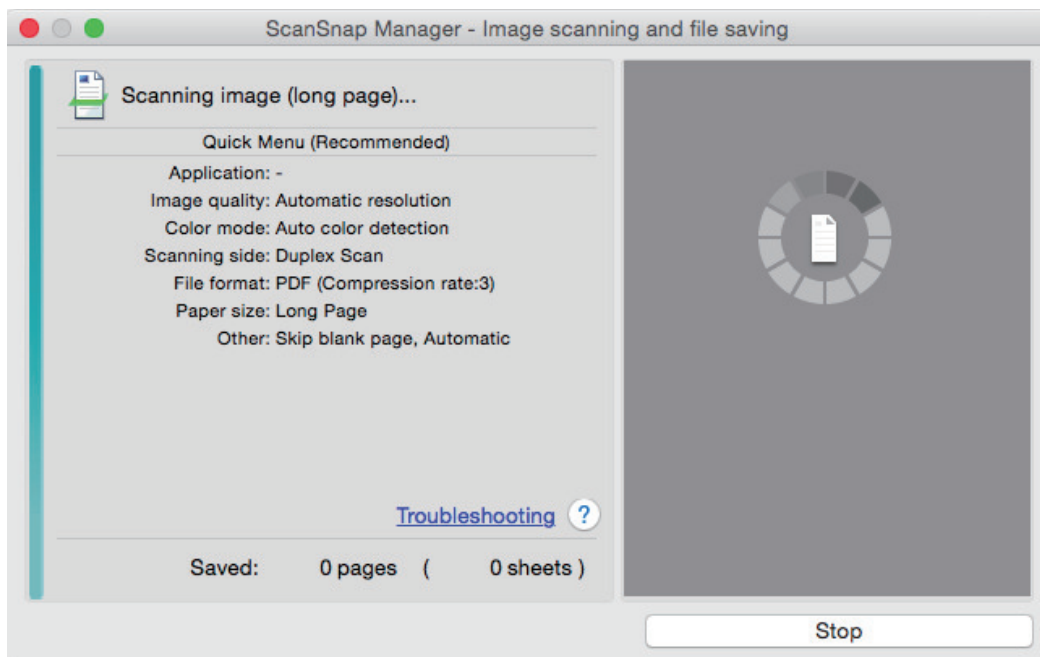 ScanSnap Manager - Image scanning and file saving
Scanning image (long page)...
Quick Menu (Recommended)
Application: -
Image quality: Automatic resolution
Color mode: Auto color detection
Scanning side: Duplex Scan
File format: PDF (Compression rate:3)
Paper size: Long Page
Other: Skip blank page, Automatic
Troubleshooting ?
Saved: 0 pages ( 0 sheets )
Stop